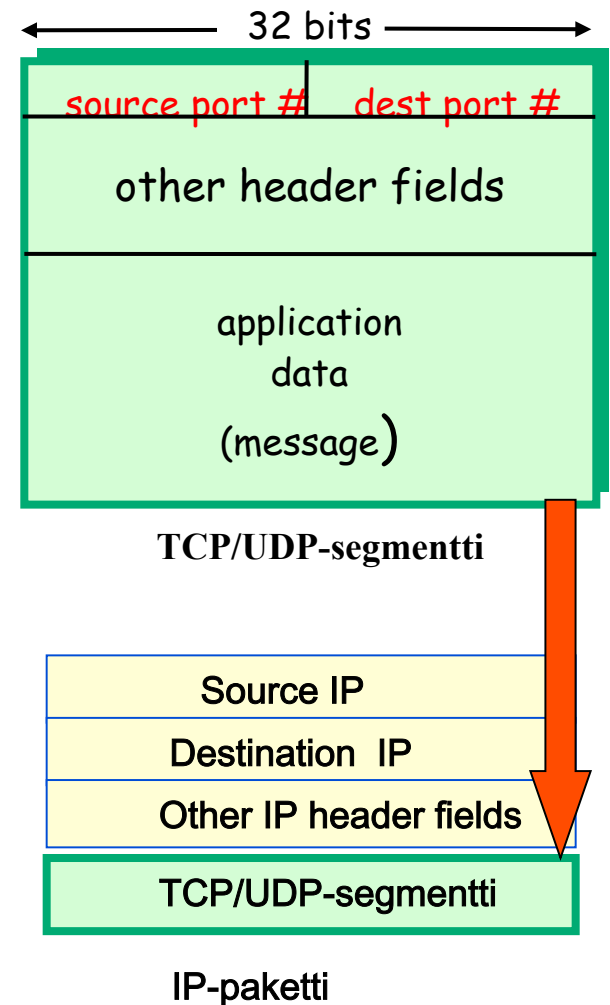 32 bits
source port # dest port #
other header fields
application
data
(message)
TCP/UDP-segmentti
Source IP
Destination IP
Other IP header fields
TCP/UDP-segmentti
IP-paketti